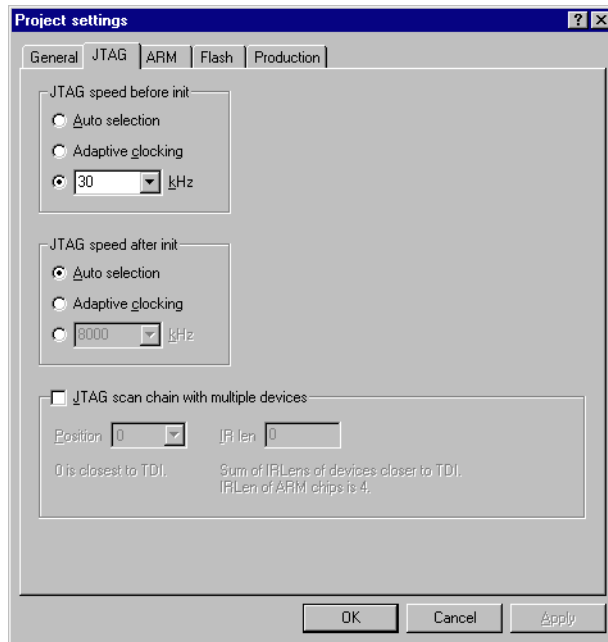 Project settings
General JTAG ARM Flash Production
JTAG speed before init
Auto selection
Adaptive clocking
30 kHz
JTAG speed after init
Auto selection
Adaptive clocking
8000 kHz
JTAG scan chain with multiple devices
Position 0 IR len 0
0 is closest to TDI. Sum of IRLens of devices closer to TDI.
IRLen of ARM chips is 4.
OK Cancel Apply